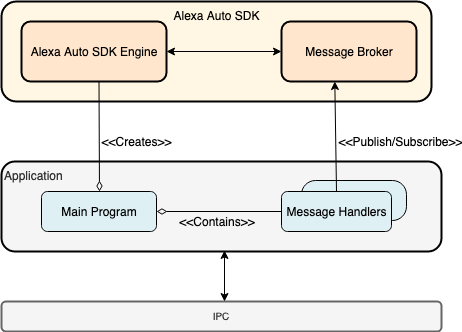 Alexa Auto SDK
Alexa Auto SDK Engine
Message Broker
<<Creates>>
<<Publish/Subscribe>>
Application
Main Program
Message Handlers
<<Contains>>
IPC